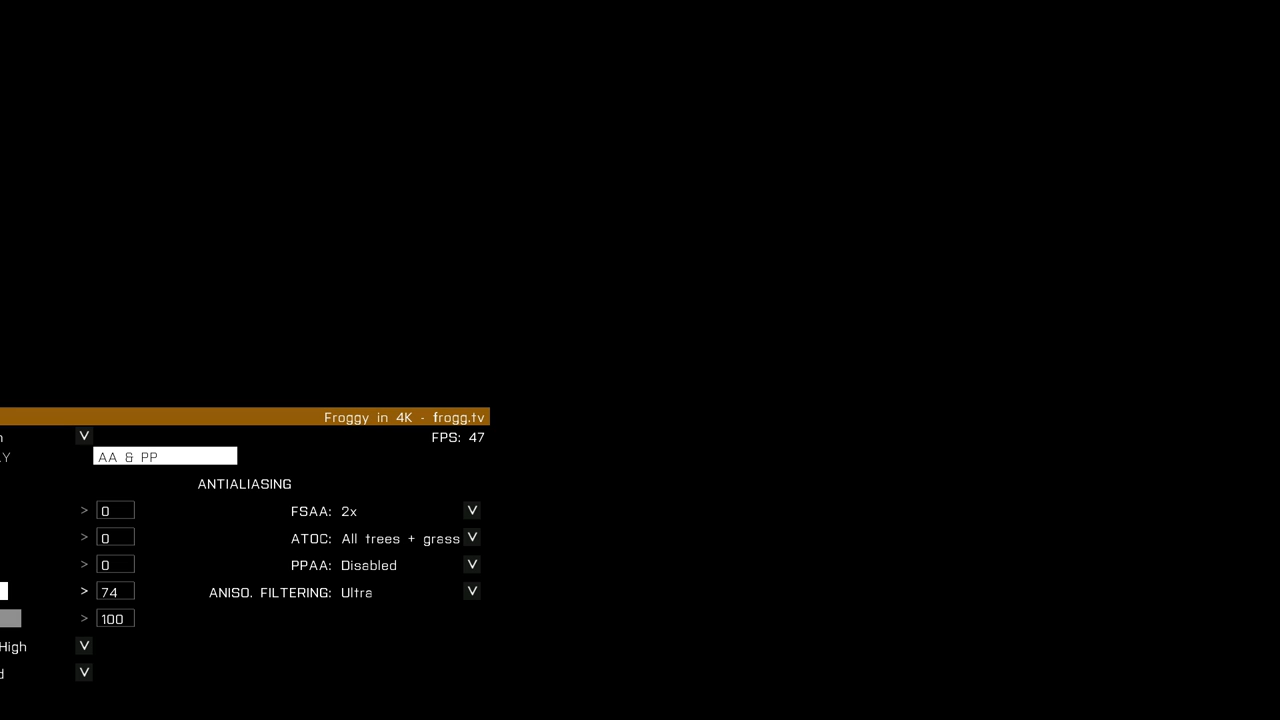 Froggy in 4K - frogg.tv
FPS: 47
AA & PP
ANTIALIASING
> 0 FSAA: 2x
> 0 ATOC: All trees + grass
> 0 PPAA: Disabled
> 74 ANISO. FILTERING: Ultra
> 100
High